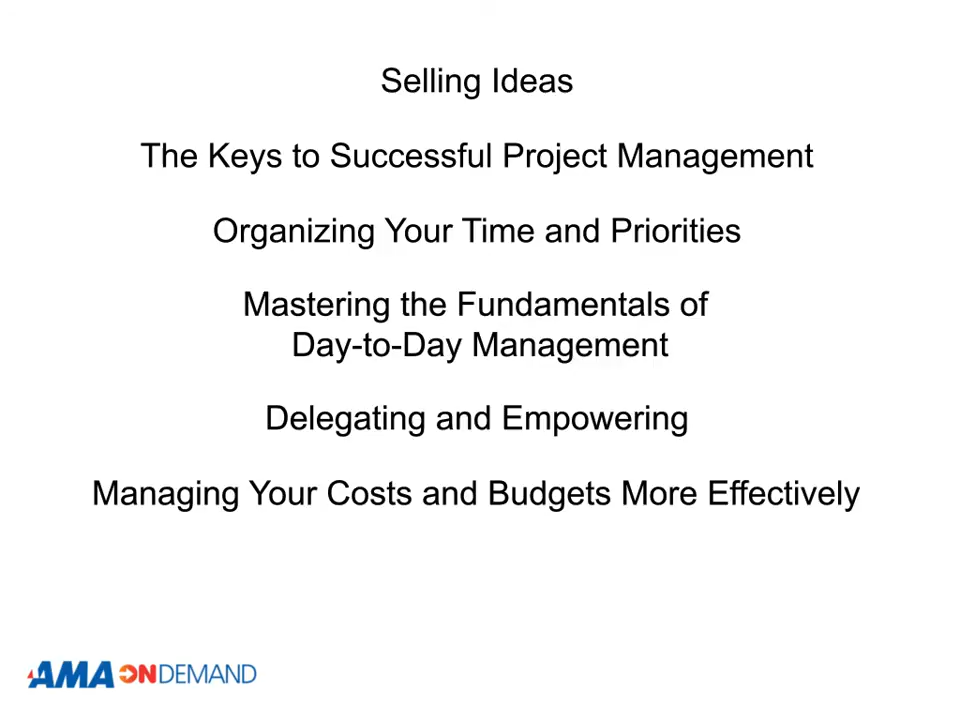 Selling Ideas
The Keys to Successful Project Management
Organizing Your Time and Priorities
Mastering the Fundamentals of
Day-to-Day Management
Delegating and Empowering
Managing Your Costs and Budgets More Effectively
AMA ONDEMAND